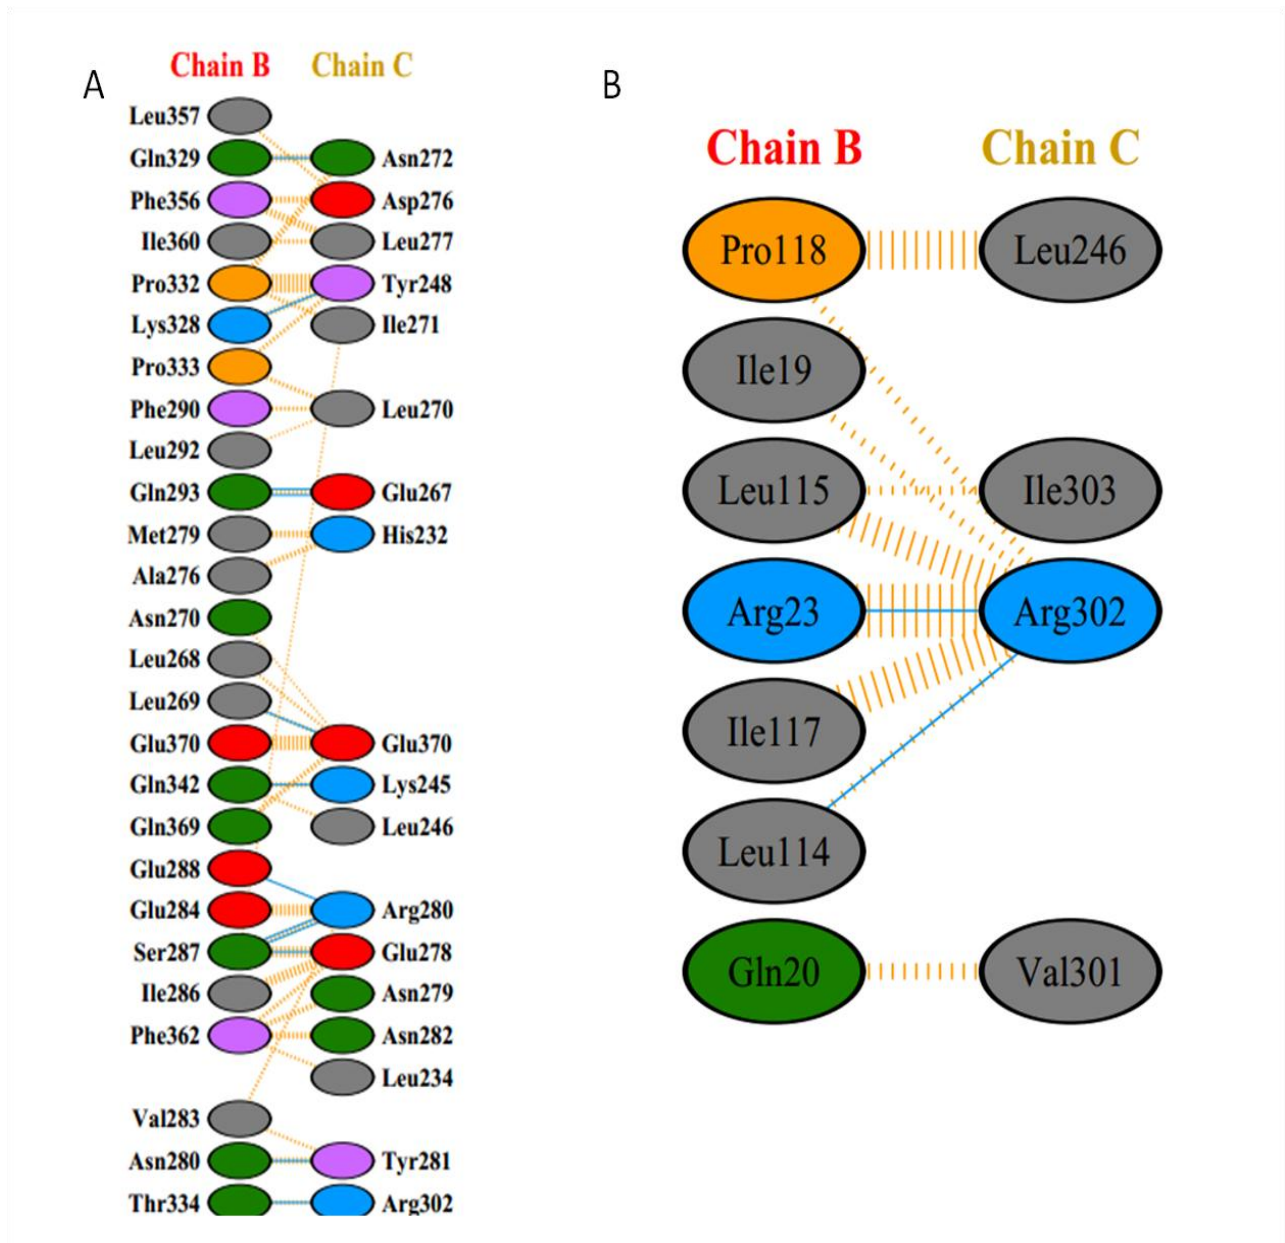 A
Chain B Chain C
Leu357
Gln329 Asn272
Phe356 Asp276
Ile360 Leu277
Pro332 Tyr248
Lys328 Ile271
Pro333
Phe290 Leu270
Leu292
Gln293 Glu267
Met279 His232
Ala276
Asn270
Leu268
Leu269
Glu370 Glu370
Gln342 Lys245
Gln369 Leu246
Glu288
Glu284 Arg280
Ser287 Glu278
Ile286 Asn279
Phe362 Asn282
Leu234
Val283
Asn280 Tyr281
Thr334 Arg302
B
Chain B Chain C
Pro118 Leu246
Ile19
Leu115 Ile303
Arg23 Arg302
Ile117
Leu114
Gln20 Val301